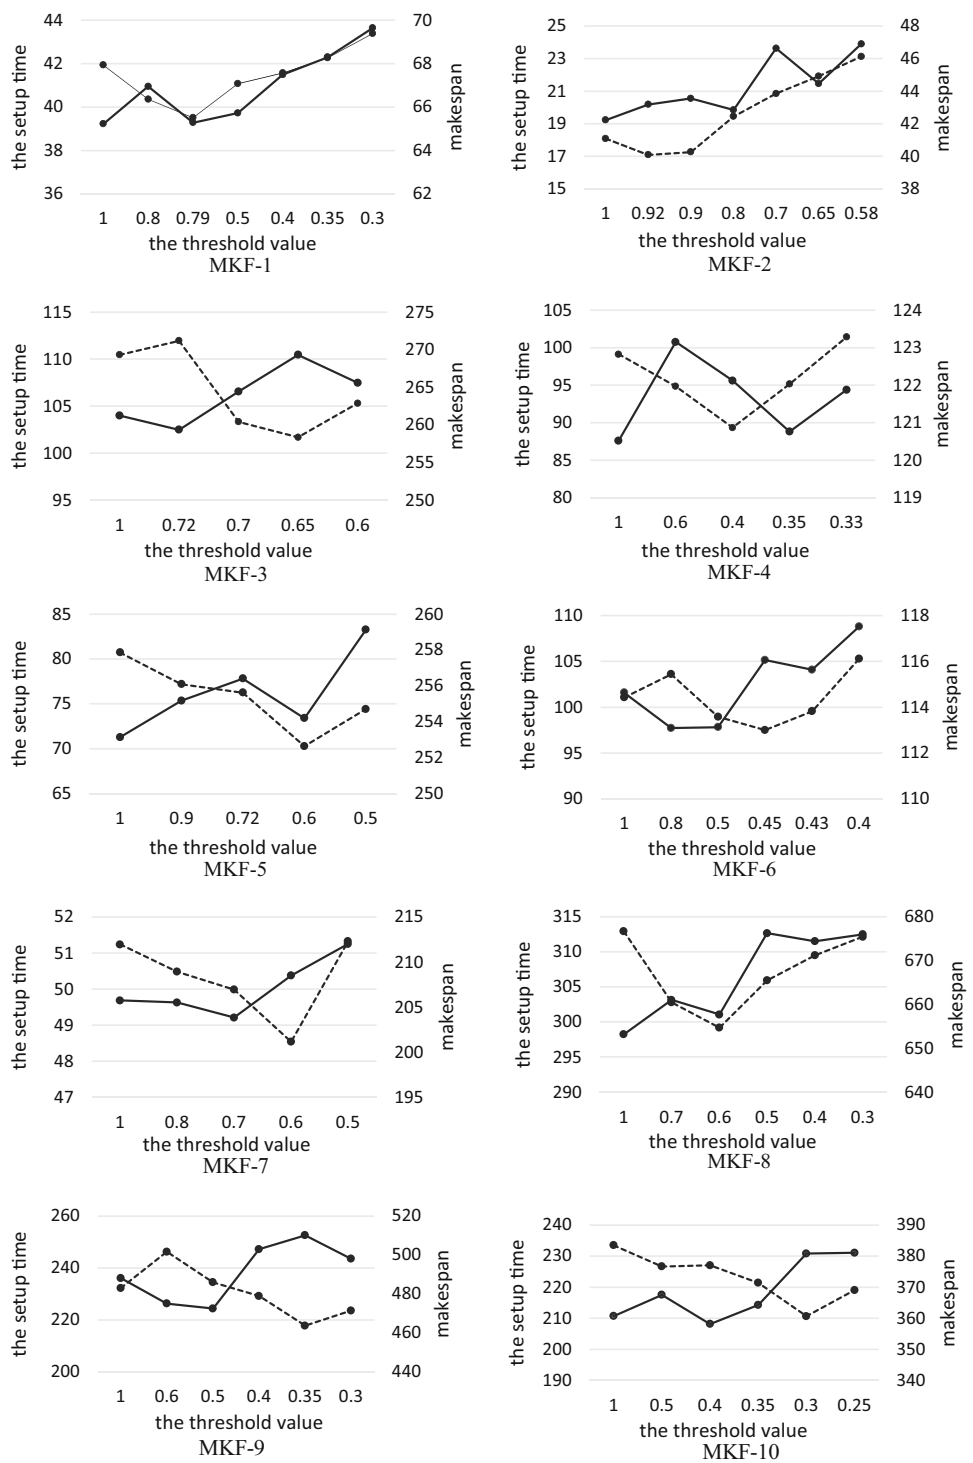 44
42
40
38
36
70
68
66
64
62
the setup time
makespan
1 0.8 0.79 0.5 0.4 0.35 0.3
the threshold value
MKF-1
25
23
21
19
17
15
48
46
44
42
40
38
the setup time
makespan
1 0.92 0.9 0.8 0.7 0.65 0.58
the threshold value
MKF-2
115
110
105
100
95
275
270
265
260
255
250
the setup time
makespan
1 0.72 0.7 0.65 0.6
the threshold value
MKF-3
105
100
95
90
85
80
124
123
122
121
120
119
the setup time
makespan
1 0.6 0.4 0.35 0.33
the threshold value
MKF-4
85
80
75
70
65
260
258
256
254
252
250
the setup time
makespan
1 0.9 0.72 0.6 0.5
the threshold value
MKF-5
110
105
100
95
90
118
116
114
112
110
the setup time
makespan
1 0.8 0.5 0.45 0.43 0.4
the threshold value
MKF-6
52
51
50
49
48
47
215
210
205
200
195
the setup time
makespan
1 0.8 0.7 0.6 0.5
the threshold value
MKF-7
315
310
305
300
295
290
680
670
660
650
640
the setup time
makespan
1 0.7 0.6 0.5 0.4 0.3
the threshold value
MKF-8
260
240
220
200
520
500
480
460
440
the setup time
makespan
1 0.6 0.5 0.4 0.35 0.3
the threshold value
MKF-9
240
230
220
210
200
190
390
380
370
360
350
340
the setup time
makespan
1 0.5 0.4 0.35 0.3 0.25
the threshold value
MKF-10